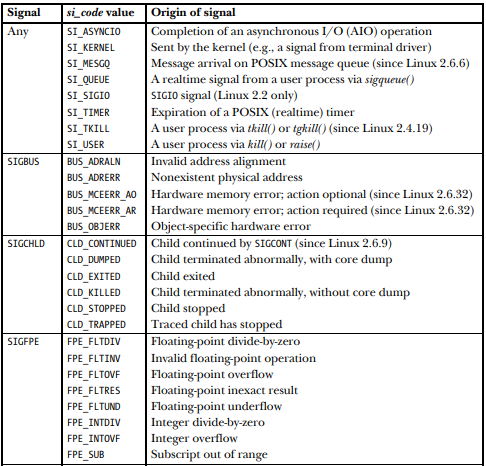 Signal si_code value Origin of signal
Any SI_ASYNCIO Completion of an asynchronous I/O (AIO) operation
SI_KERNEL Sent by the kernel (e.g., a signal from terminal driver)
SI_MESGQ Message arrival on POSIX message queue (since Linux 2.6.6)
SI_QUEUE A realtime signal from a user process via sigqueue()
SI_SIGIO SIGIO signal (Linux 2.2 only)
SI_TIMER Expiration of a POSIX (realtime) timer
SI_TKILL A user process via tkill() or tgkill() (since Linux 2.4.19)
SI_USER A user process via kill() or raise()
SIGBUS BUS_ADRALN Invalid address alignment
BUS_ADRERR Nonexistent physical address
BUS_MCEERR_AO Hardware memory error; action optional (since Linux 2.6.32)
BUS_MCEERR_AR Hardware memory error; action required (since Linux 2.6.32)
BUS_OBJERR Object-specific hardware error
SIGCHLD CLD_CONTINUED Child continued by SIGCONT (since Linux 2.6.9)
CLD_DUMPED Child terminated abnormally, with core dump
CLD_EXITED Child exited
CLD_KILLED Child terminated abnormally, without core dump
CLD_STOPPED Child stopped
CLD_TRAPPED Traced child has stopped
SIGFPE FPE_FLTDIV Floating-point divide-by-zero
FPE_FLTINV Invalid floating-point operation
FPE_FLTOVF Floating-point overflow
FPE_FLTRES Floating-point inexact result
FPE_FLTUND Floating-point underflow
FPE_INTDIV Integer divide-by-zero
FPE_INTOVF Integer overflow
FPE_SUB Subscript out of range